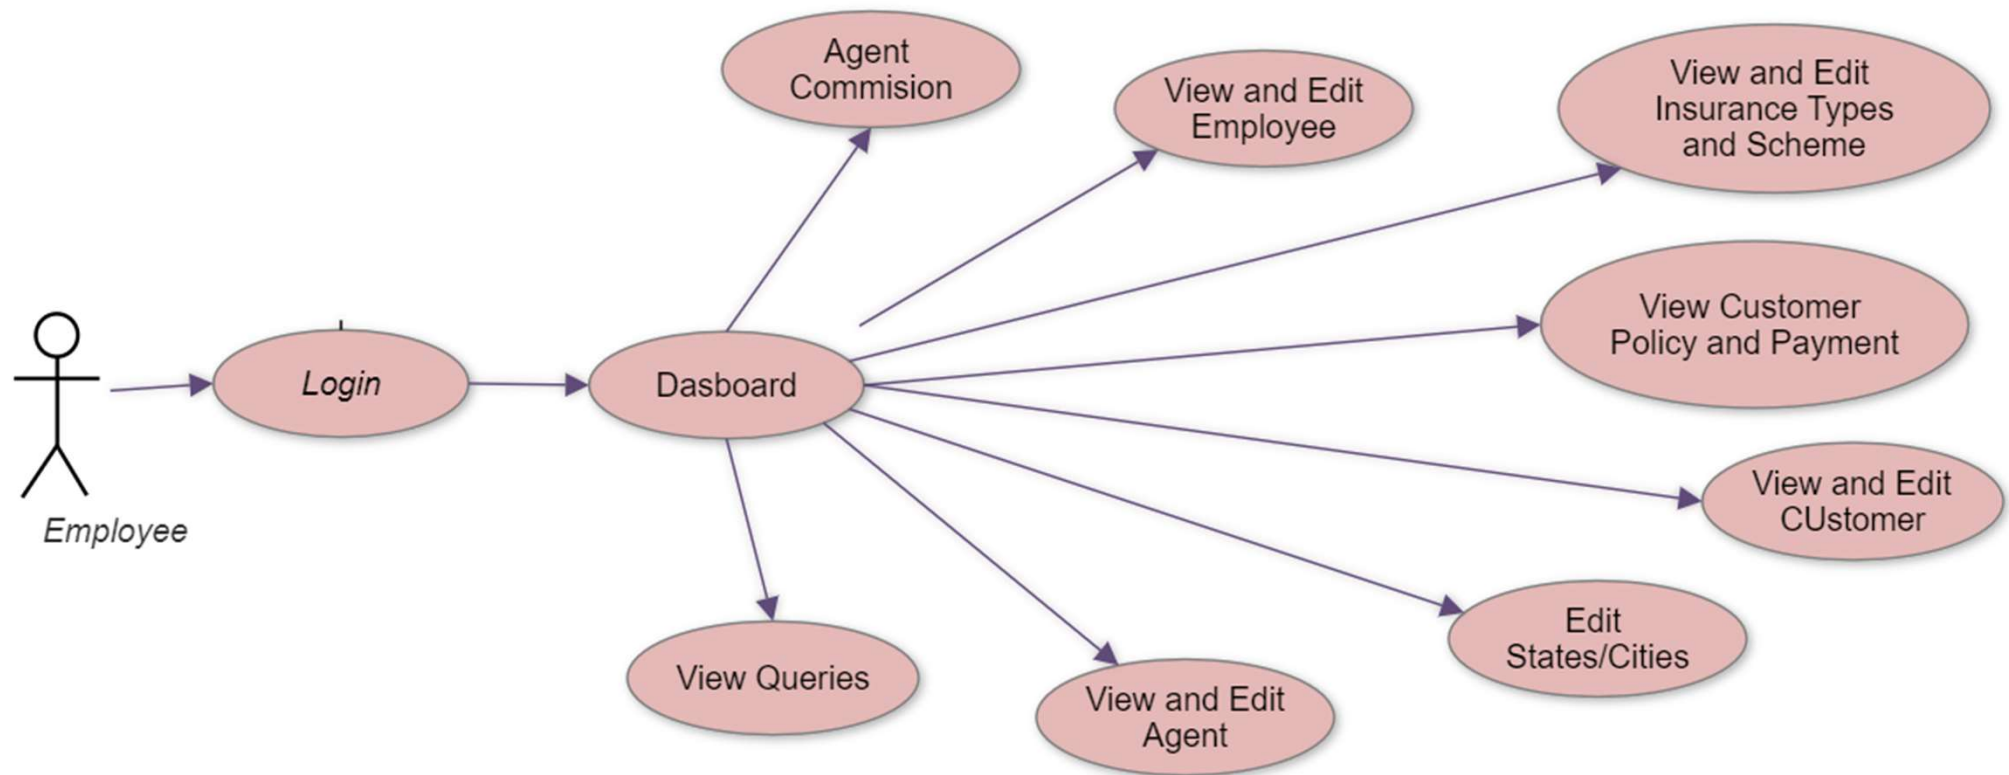 Agent
Commision
View and Edit
Employee
View and Edit
Insurance Types
and Scheme
View Customer
Policy and Payment
Login
Dasboard
Employee
View and Edit
CUstomer
Edit
States/Cities
View Queries
View and Edit
Agent